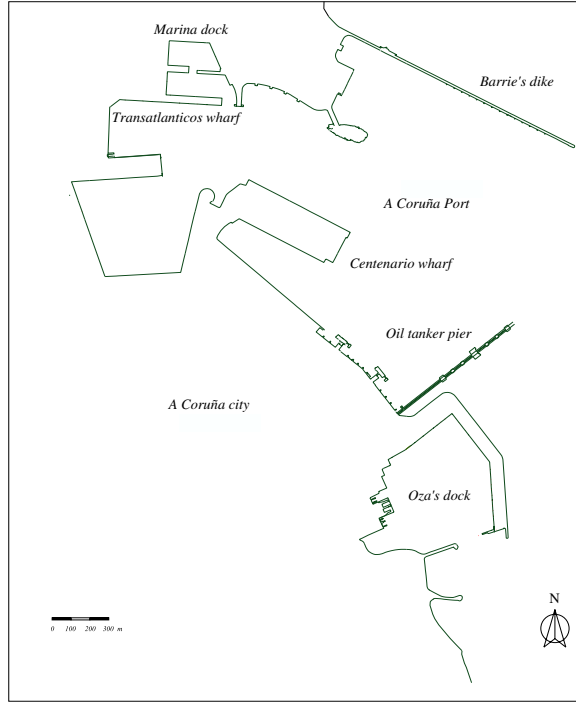 Marina dock
Barrie's dike
Transatlanticos wharf
A Coruña Port
Centenario wharf
Oil tanker pier
A Coruña city
Oza's dock
N
0 100 200 300 m